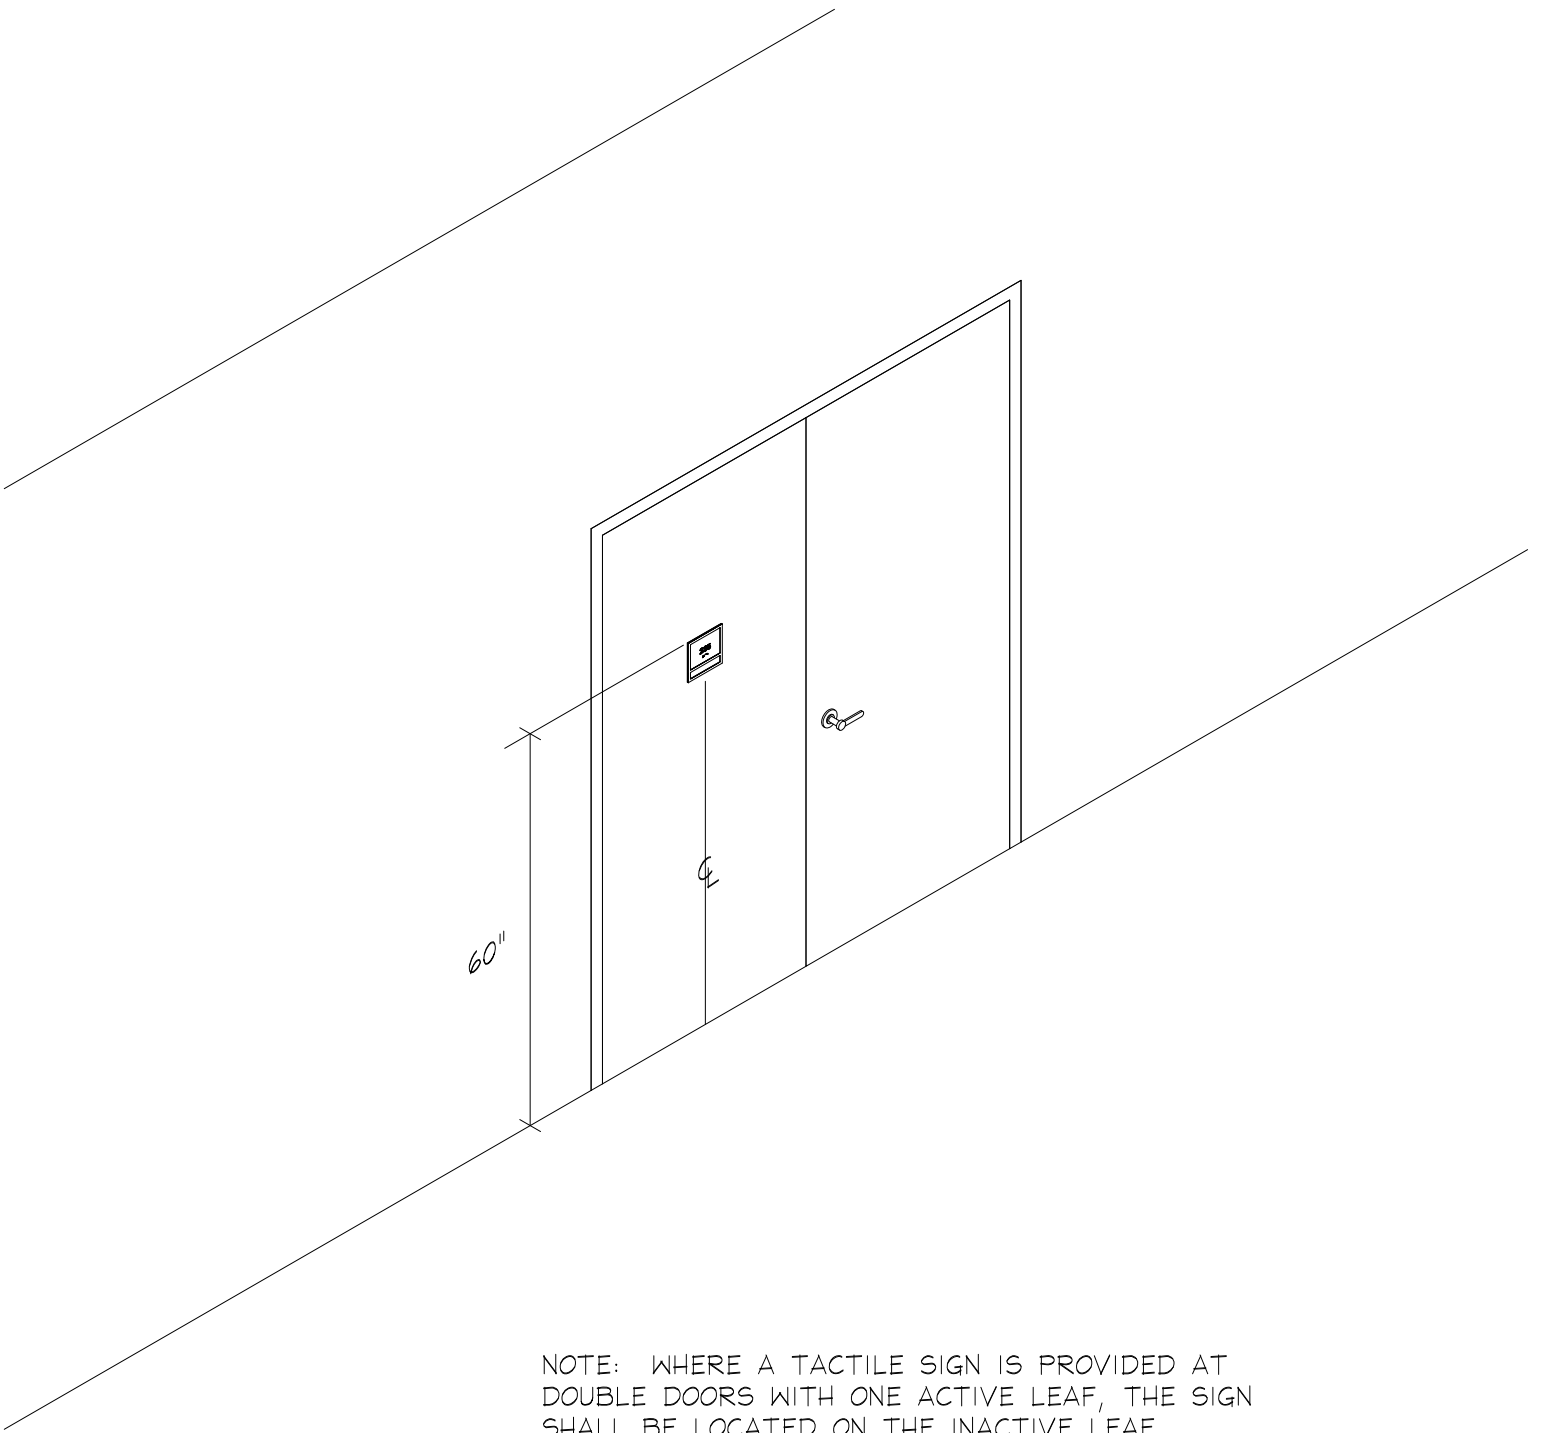 60"
℄
NOTE: WHERE A TACTILE SIGN IS PROVIDED AT
DOUBLE DOORS WITH ONE ACTIVE LEAF, THE SIGN
SHALL BE LOCATED ON THE INACTIVE LEAF